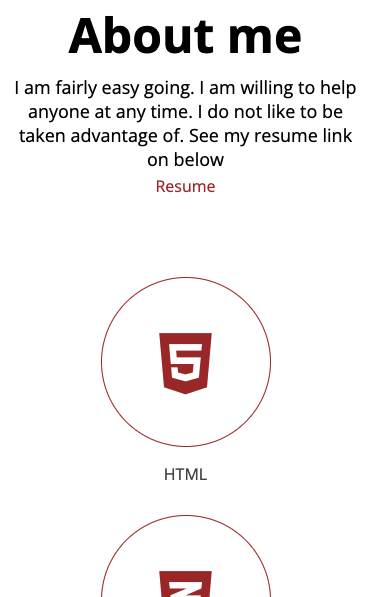 About me
I am fairly easy going. I am willing to help
anyone at any time. I do not like to be
taken advantage of. See my resume link
on below
Resume
5
HTML